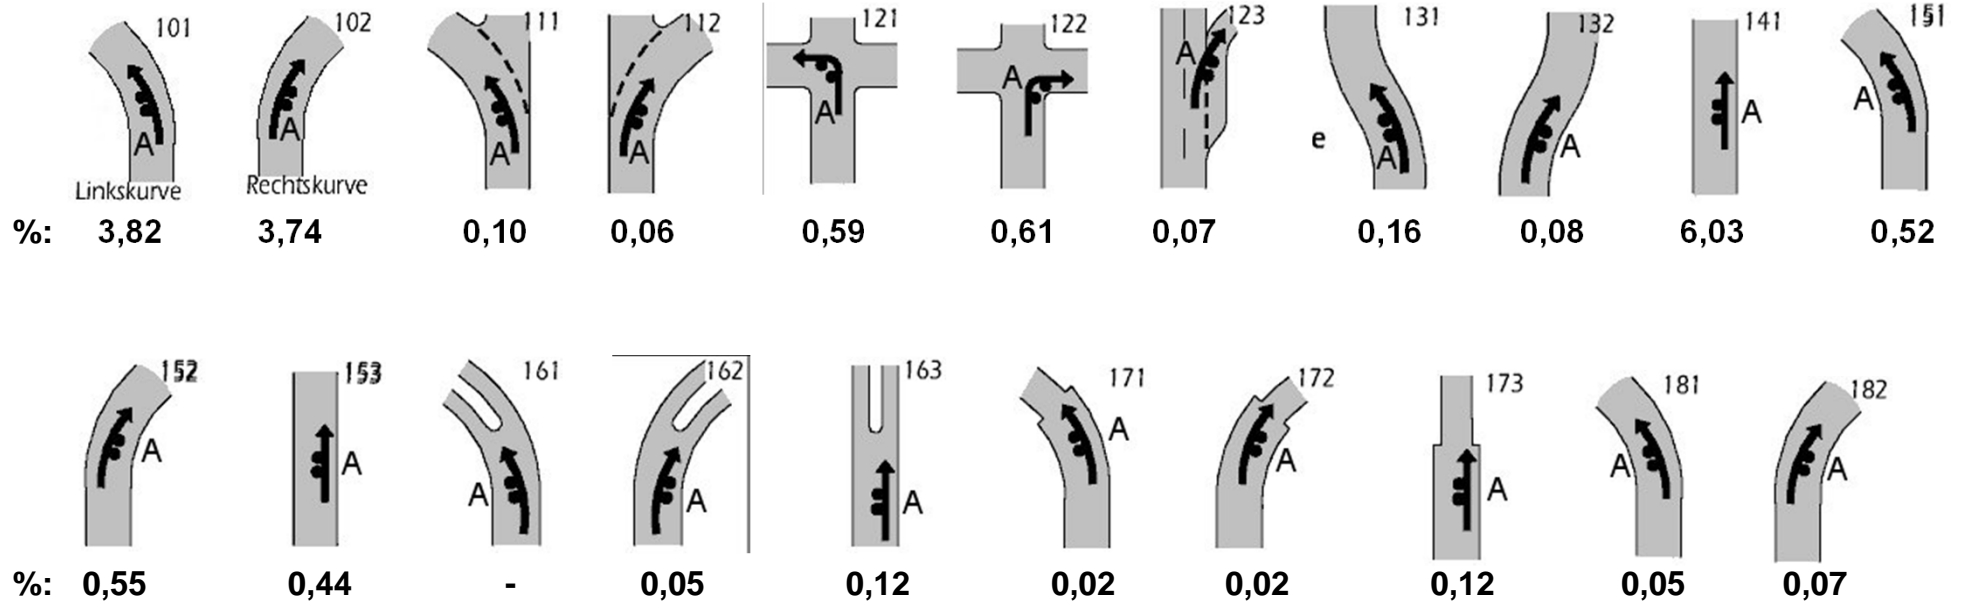 101 102 111 112 121 122 123 131 132 141 151
A A A A A A A e A A A A
Linkskurve Rechtskurve
%: 3,82 3,74 0,10 0,06 0,59 0,61 0,07 0,16 0,08 6,03 0,52
152 153 161 162 163 171 172 173 181 182
A A A A A A A A A A
%: 0,55 0,44 - 0,05 0,12 0,02 0,02 0,12 0,05 0,07